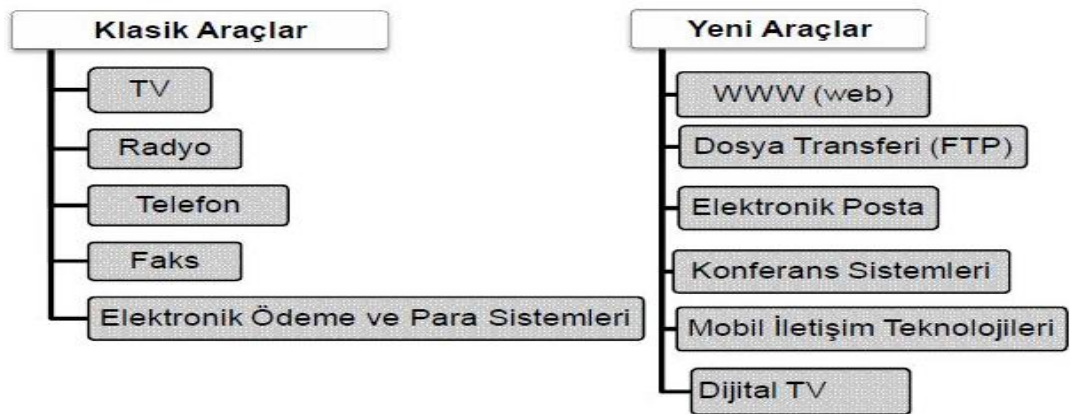 Klasik Araçlar
TV
Radyo
Telefon
Faks
Elektronik Ödeme ve Para Sistemleri
Yeni Araçlar
WWW (web)
Dosya Transferi (FTP)
Elektronik Posta
Konferans Sistemleri
Mobil İletişim Teknolojileri
Dijital TV